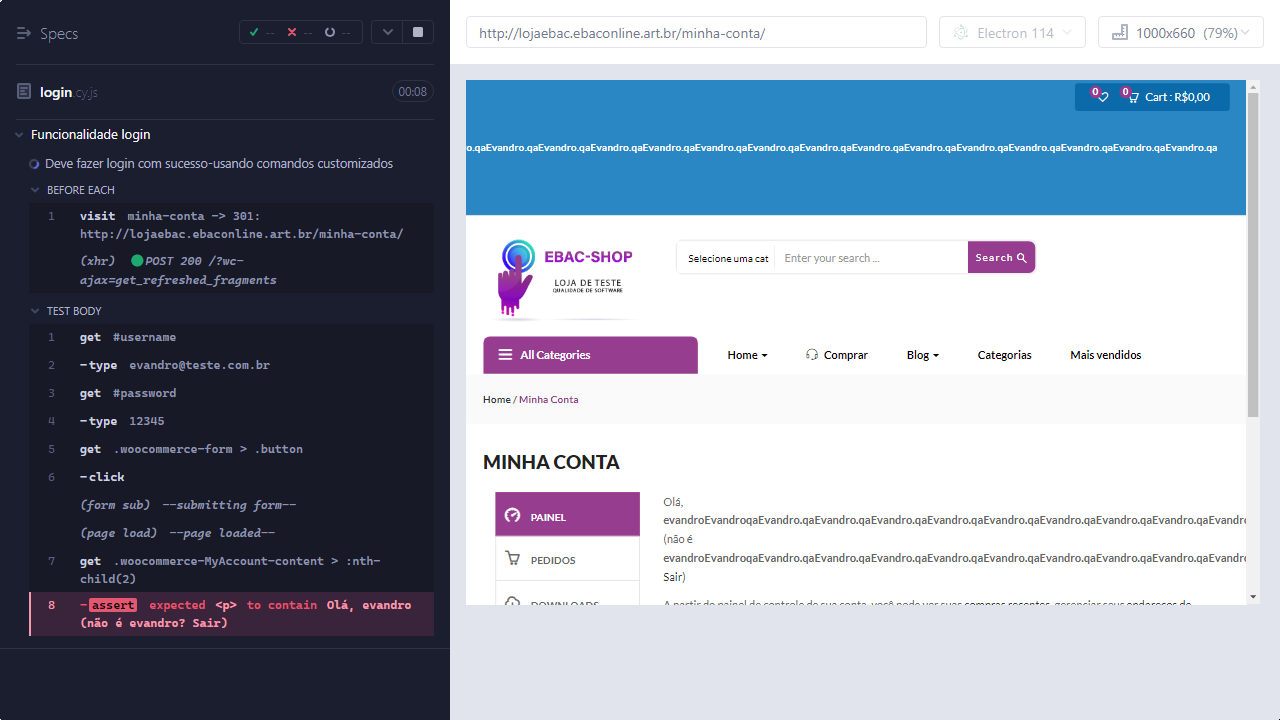 Specs
--
--
--
login.cy.js
00:08
Funcionalidade login
Deve fazer login com sucesso-usando comandos customizados
BEFORE EACH
1 visit minha-conta -> 301:
http://lojaebac.ebaconline.art.br/minha-conta/
(xhr) POST 200 /?wc-
ajax=get_refreshed_fragments
TEST BODY
1 get #username
2 -type evandro@teste.com.br
3 get #password
4 -type 12345
5 get .woocommerce-form > .button
6 -click
(form sub) --submitting form--
(page load) --page loaded--
7 get .woocommerce-MyAccount-content > :nth-
child(2)
8 -assert expected <p> to contain Olá, evandro
(não é evandro? Sair)
http://lojaebac.ebaconline.art.br/minha-conta/
Electron 114
1000x660 (79%)
0
0
Cart : R$0,00
o.qaEvandro.qaEvandro.qaEvandro.qaEvandro.qaEvandro.qaEvandro.qaEvandro.qaEvandro.qaEvandro.qaEvandro.qaEvandro.qaEvandro.qaEvandro.qaEvandro.qa
EBAC-SHOP
LOJA DE TESTE
QUALIDADE DE SOFTWARE
Selecione uma cat
Enter your search ...
Search
All Categories
Home
Comprar
Blog
Categorias
Mais vendidos
Home / Minha Conta
MINHA CONTA
PAINEL
PEDIDOS
DOWNLOADS
Olá,
evandroEvandroqaEvandro.qaEvandro.qaEvandro.qaEvandro.qaEvandro.qaEvandro.qaEvandro.qaEvandro.qaEvandro.qaEvandro
(não é
evandroEvandroqaEvandro.qaEvandro.qaEvandro.qaEvandro.qaEvandro.qaEvandro.qaEvandro.qaEvandro.qaEvandro.qaEvandro
Sair)
A partir do painel de controle de sua conta, você pode ver suas compras recentes, gerenciar seus endereços de